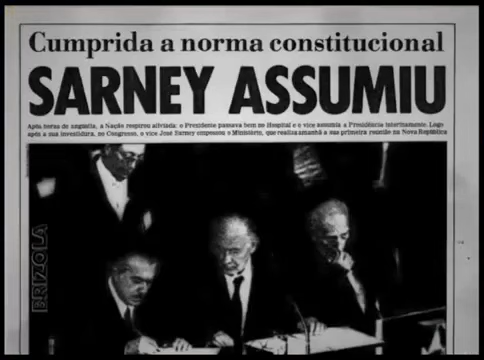 Cumprida a norma constitucional
SARNEY ASSUMIU
Após horas de angústia, a Nação respirou aliviada: o Presidente passava bem no Hospital e o vice assumia a Presidência interinamente. Logo
após a sua investidura, no Congresso, o vice José Sarney empossou o Ministério, que realiza amanhã a sua primeira reunião na Nova República
BRIZOLA